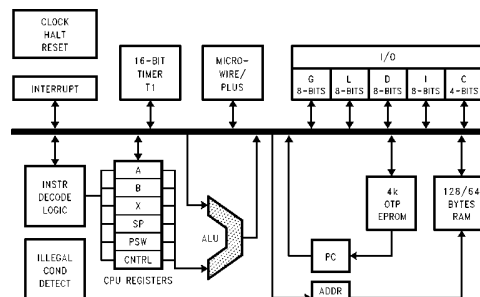 CLOCK
HALT
RESET
INTERRUPT
16-BIT
TIMER
T1
MICRO-
WIRE/
PLUS
I/O
G
8-BITS
L
8-BITS
D
8-BITS
I
8-BITS
C
4-BITS
INSTR
DECODE
LOGIC
A
B
X
SP
PSW
CNTRL
CPU REGISTERS
ALU
4k
OTP
EPROM
128/64
BYTES
RAM
PC
ADDR
ILLEGAL
COND
DETECT